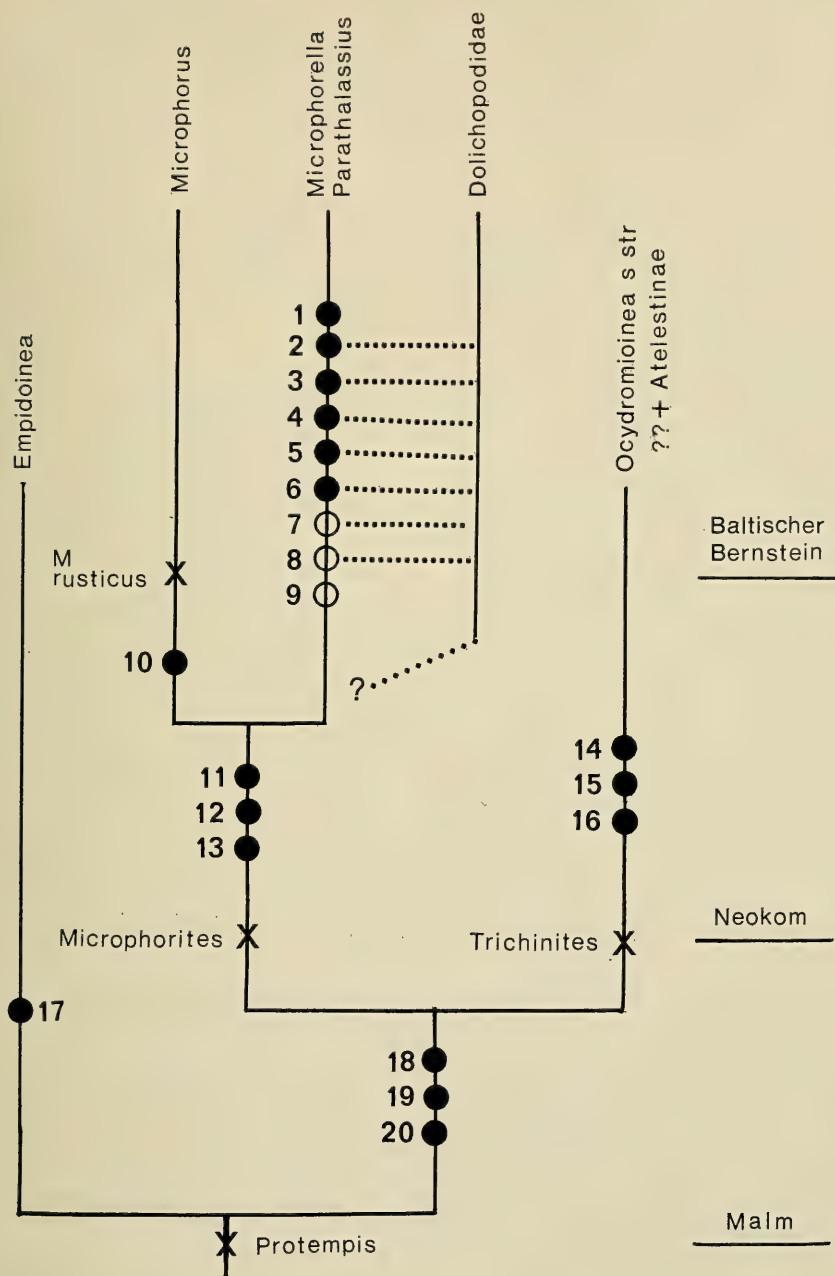 Empidoinea
Microphorus
Microphorella
Parathalassius
Dolichopodidae
Ocydromioinea s str
??+ Atelestinae
1
2
3
4
5
6
7
8
9
M
rusticus
Baltischer
Bernstein
10
?
11
12
13
14
15
16
Microphorites
Trichinites
Neokom
17
18
19
20
Protempis
Malm